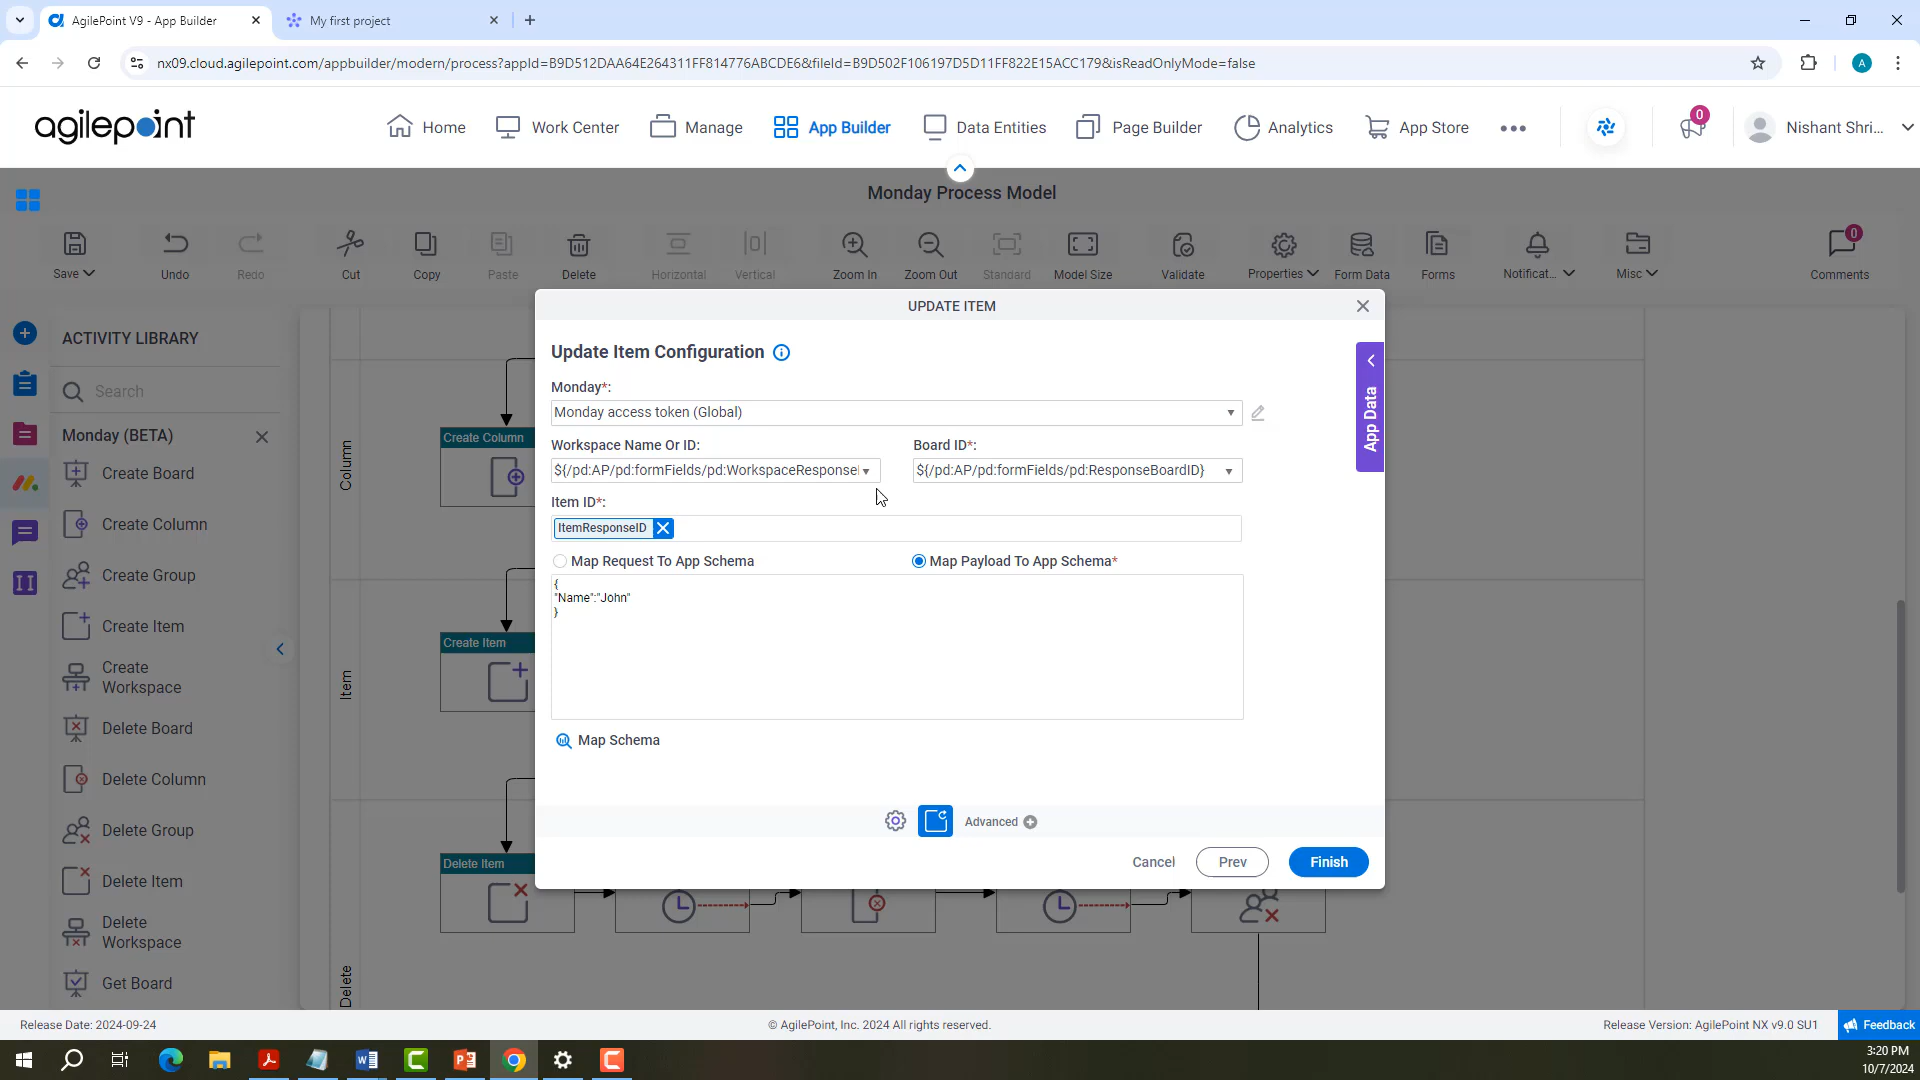 AgilePoint V9 - App Builder
My first project
nx09.cloud.agilepoint.com/appbuilder/modern/process?appId=B9D512DAA64E264311FF814776ABCDE6&fileId=B9D502F106197D5D11FF822E15ACC179&isReadOnlyMode=false
A
agilepoint
Home
Work Center
Manage
App Builder
Data Entities
Page Builder
Analytics
App Store
0
Nishant Shri...
Monday Process Model
Save
Undo
Redo
Cut
Copy
Paste
Delete
Horizontal
Vertical
Zoom In
Zoom Out
Standard
Model Size
Validate
Properties
Form Data
Forms
Notificat...
Misc
0
Comments
ACTIVITY LIBRARY
Search
Monday (BETA)
Create Board
Create Column
Create Group
Create Item
Create
Workspace
Delete Board
Delete Column
Delete Group
Delete Item
Delete
Workspace
Get Board
Column
Item
Delete
Create Column
Create Item
Delete Item
UPDATE ITEM
Update Item Configuration
Monday*:
Monday access token (Global)
Workspace Name Or ID:
Board ID*:
${/pd:AP/pd:formFields/pd:WorkspaceResponseI
${/pd:AP/pd:formFields/pd:ResponseBoardID}
Item ID*:
ItemResponseID
Map Request To App Schema
Map Payload To App Schema*
{
"Name":"John"
}
Map Schema
App Data
Advanced
Cancel
Prev
Finish
Release Date: 2024-09-24
© AgilePoint, Inc. 2024 All rights reserved.
Release Version: AgilePoint NX v9.0 SU1
Feedback
3:20 PM
10/7/2024